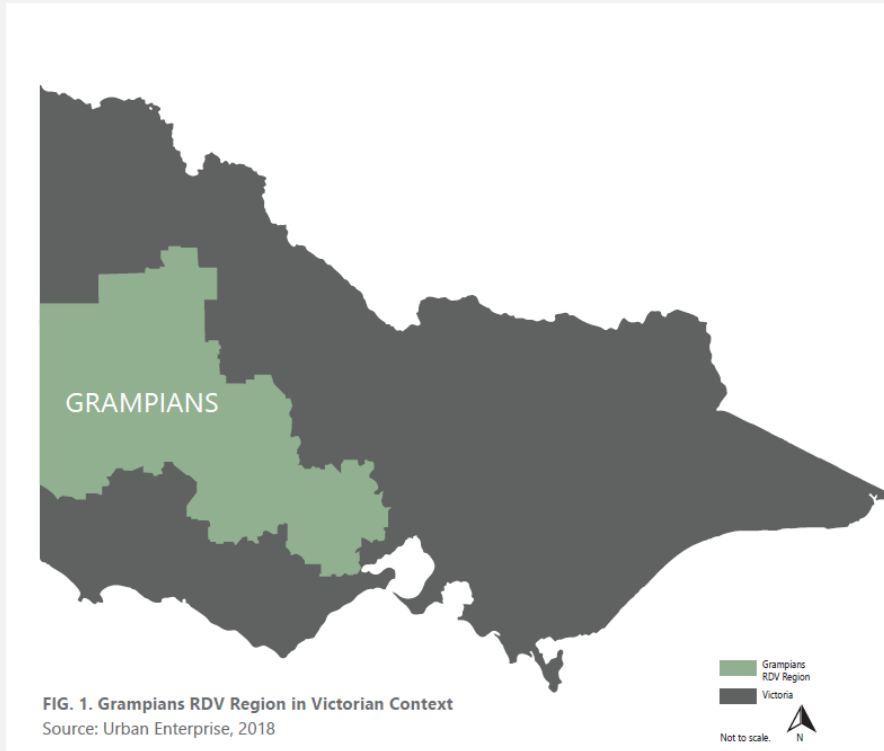 GRAMPIANS
Grampians
RDV Region
Victoria
Not to scale.
N
FIG. 1. Grampians RDV Region in Victorian Context
Source: Urban Enterprise, 2018